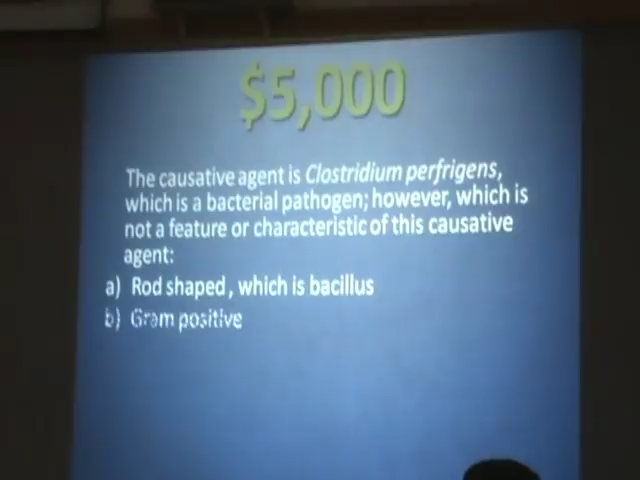 $5,000
The causative agent is Clostridium perfrigens,
which is a bacterial pathogen; however, which is
not a feature or characteristic of this causative
agent:
a) Rod shaped, which is bacillus
b) Gram positive